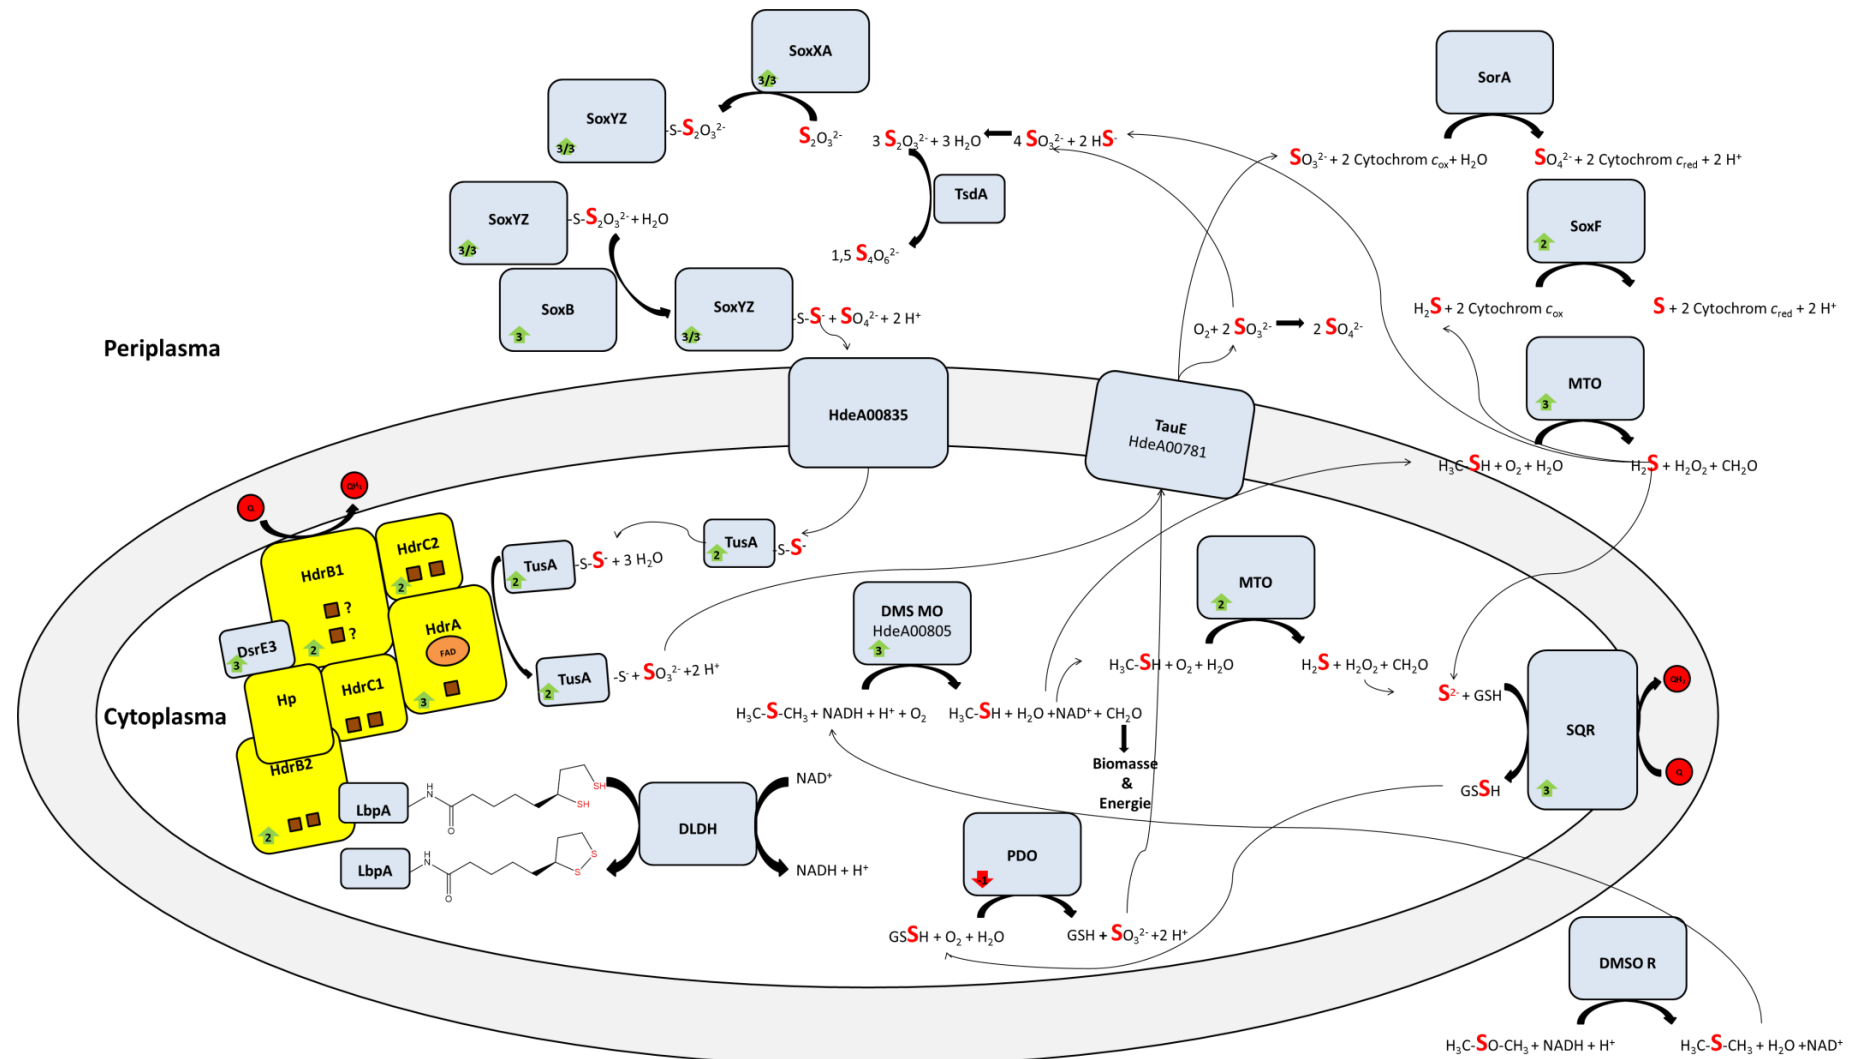 SoxXA
3/3
SoxYZ
3/3
-S-S₂O₃²⁻
S₂O₃²⁻
3 S₂O₃²⁻ + 3 H₂O
4 SO₃²⁻ + 2 HS⁻
TsdA
1,5 S₄O₆²⁻
SorA
SO₃²⁻ + 2 Cytochrom cox + H₂O
SO₄²⁻ + 2 Cytochrom cred + 2 H⁺
SoxYZ
3/3
-S-S₂O₃²⁻ + H₂O
SoxB
3
SoxYZ
3/3
-S-S⁻ + SO₄²⁻ + 2 H⁺
SoxF
2
H₂S + 2 Cytochrom cox
S + 2 Cytochrom cred + 2 H⁺
O₂ + 2 SO₃²⁻
2 SO₄²⁻
Periplasma
MTO
3
H₃C-SH + O₂ + H₂O
H₂S + H₂O₂ + CH₂O
HdeA00835
TauE
HdeA00781
Q
QH₂
HdrB1
?
?
2
HdrC2
2
HdrA
FAD
3
DsrE3
3
Hp
HdrC1
HdrB2
2
TusA
2
-S-S⁻ + 3 H₂O
TusA
2
-S-S⁻
TusA
2
-S⁻ + SO₃²⁻ +2 H⁺
Cytoplasma
DMS MO
HdeA00805
3
H₃C-S-CH₃ + NADH + H⁺ + O₂
H₃C-SH + H₂O +NAD⁺ + CH₂O
Biomasse
&
Energie
MTO
2
H₃C-SH + O₂ + H₂O
H₂S + H₂O₂ + CH₂O
S²⁻ + GSH
GSSH
SQR
3
QH₂
Q
LbpA
H
N
O
SH
SH
LbpA
H
N
O
S
S
DLDH
NAD⁺
NADH + H⁺
PDO
-1
GSSH + O₂ + H₂O
GSH + SO₃²⁻ +2 H⁺
DMSO R
H₃C-SO-CH₃ + NADH + H⁺
H₃C-S-CH₃ + H₂O +NAD⁺